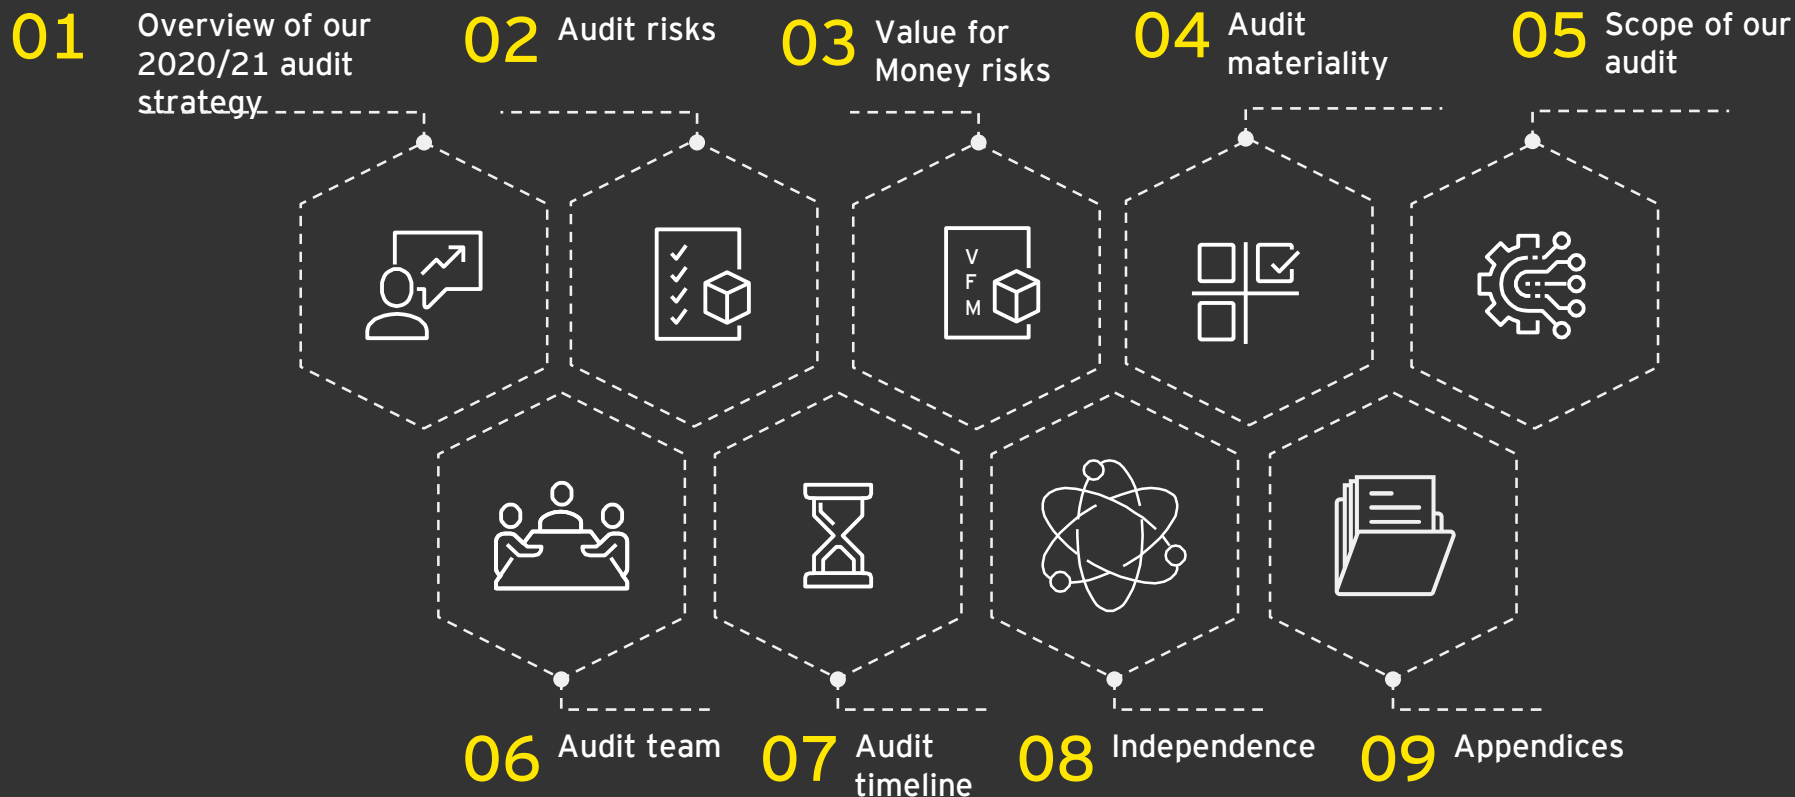 01 Overview of our
2020/21 audit
strategy
02 Audit risks
03 Value for
Money risks
04 Audit
materiality
05 Scope of our
audit
V
F
M
06 Audit team
07 Audit
timeline
08 Independence
09 Appendices